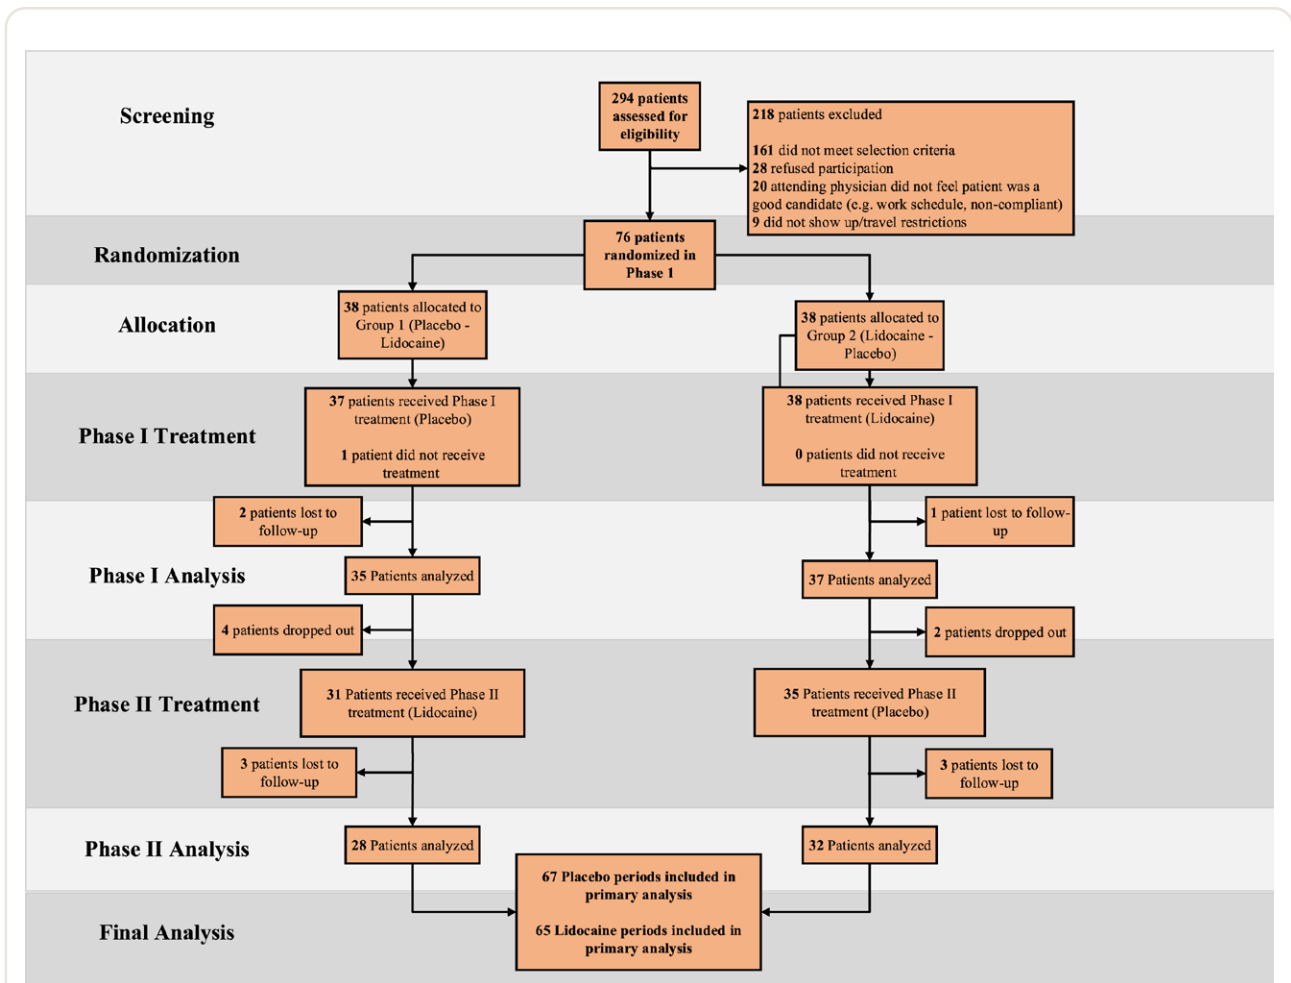 Screening
294 patients
assessed for
eligibility
218 patients excluded
161 did not meet selection criteria
28 refused participation
20 attending physician did not feel patient was a
good candidate (e.g. work schedule, non-compliant)
9 did not show up/travel restrictions
Randomization
76 patients
randomized in
Phase 1
Allocation
38 patients allocated to
Group 1 (Placebo -
Lidocaine)
38 patients allocated to
Group 2 (Lidocaine -
Placebo)
Phase I Treatment
37 patients received Phase I
treatment (Placebo)
1 patient did not receive
treatment
38 patients received Phase I
treatment (Lidocaine)
0 patients did not receive
treatment
2 patients lost to
follow-up
1 patient lost to follow-
up
Phase I Analysis
35 Patients analyzed
37 Patients analyzed
4 patients dropped out
2 patients dropped out
Phase II Treatment
31 Patients received Phase II
treatment (Lidocaine)
35 Patients received Phase II
treatment (Placebo)
3 patients lost to
follow-up
3 patients lost to
follow-up
Phase II Analysis
28 Patients analyzed
32 Patients analyzed
Final Analysis
67 Placebo periods included in
primary analysis
65 Lidocaine periods included in
primary analysis